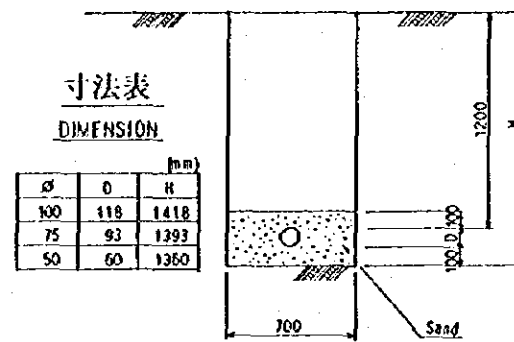 寸法表
DIMENSION
(mm)
Ø D H
100 118 1418
75 93 1393
50 60 1360
1200
100
D
100
H
700
Sand